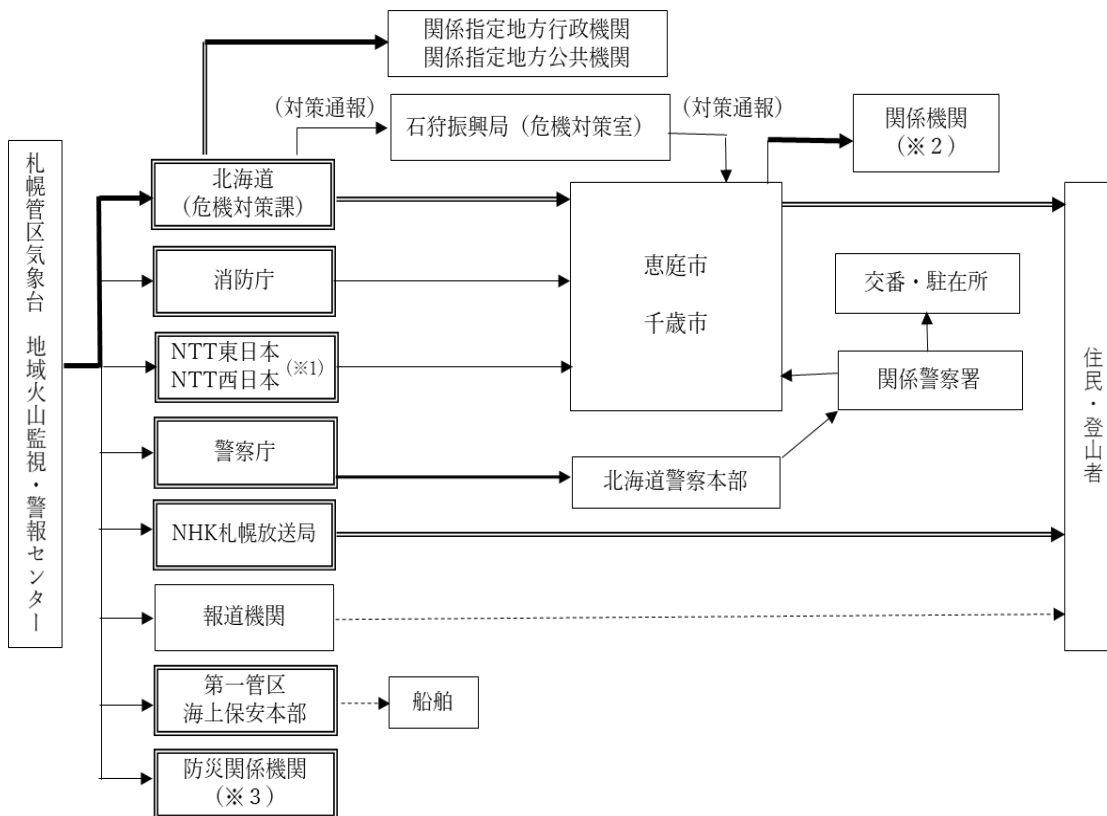 関係指定地方行政機関
関係指定地方公共機関
(対策通報)
石狩振興局(危機対策室)
(対策通報)
関係機関
(※2)
札幌管区気象台 地域火山監視・警報センター
北海道
(危機対策課)
恵庭市
千歳市
消防庁
交番・駐在所
NTT東日本
NTT西日本
(※1)
関係警察署
住民・登山者
警察庁
北海道警察本部
NHK札幌放送局
報道機関
第一管区
海上保安本部
船舶
防災関係機関
(※3)